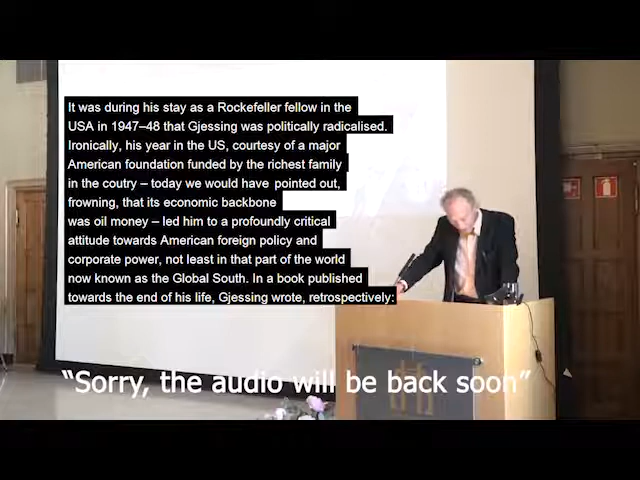 It was during his stay as a Rockefeller fellow in the
USA in 1947–48 that Gjessing was politically radicalised.
Ironically, his year in the US, courtesy of a major
American foundation funded by the richest family
in the coutry – today we would have pointed out,
frowning, that its economic backbone
was oil money – led him to a profoundly critical
attitude towards American foreign policy and
corporate power, not least in that part of the world
now known as the Global South. In a book published
towards the end of his life, Gjessing wrote, retrospectively:
“Sorry, the audio will be back soon”